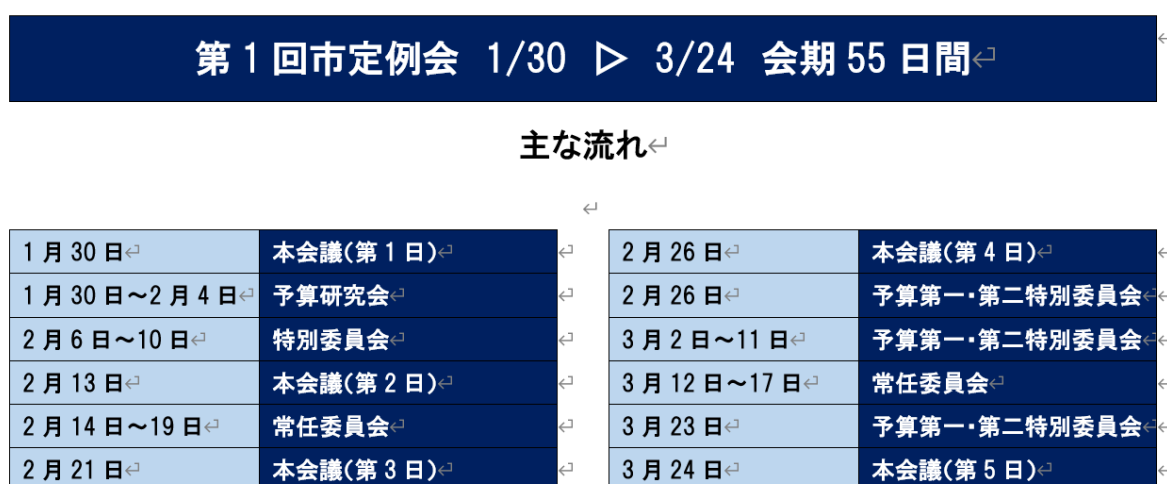 第1回市定例会 1/30 ▷ 3/24 会期55日間
主な流れ
1月30日 本会議(第1日)
1月30日～2月4日 予算研究会
2月6日～10日 特別委員会
2月13日 本会議(第2日)
2月14日～19日 常任委員会
2月21日 本会議(第3日)
2月26日 本会議(第4日)
2月26日 予算第一・第二特別委員会
3月2日～11日 予算第一・第二特別委員会
3月12日～17日 常任委員会
3月23日 予算第一・第二特別委員会
3月24日 本会議(第5日)